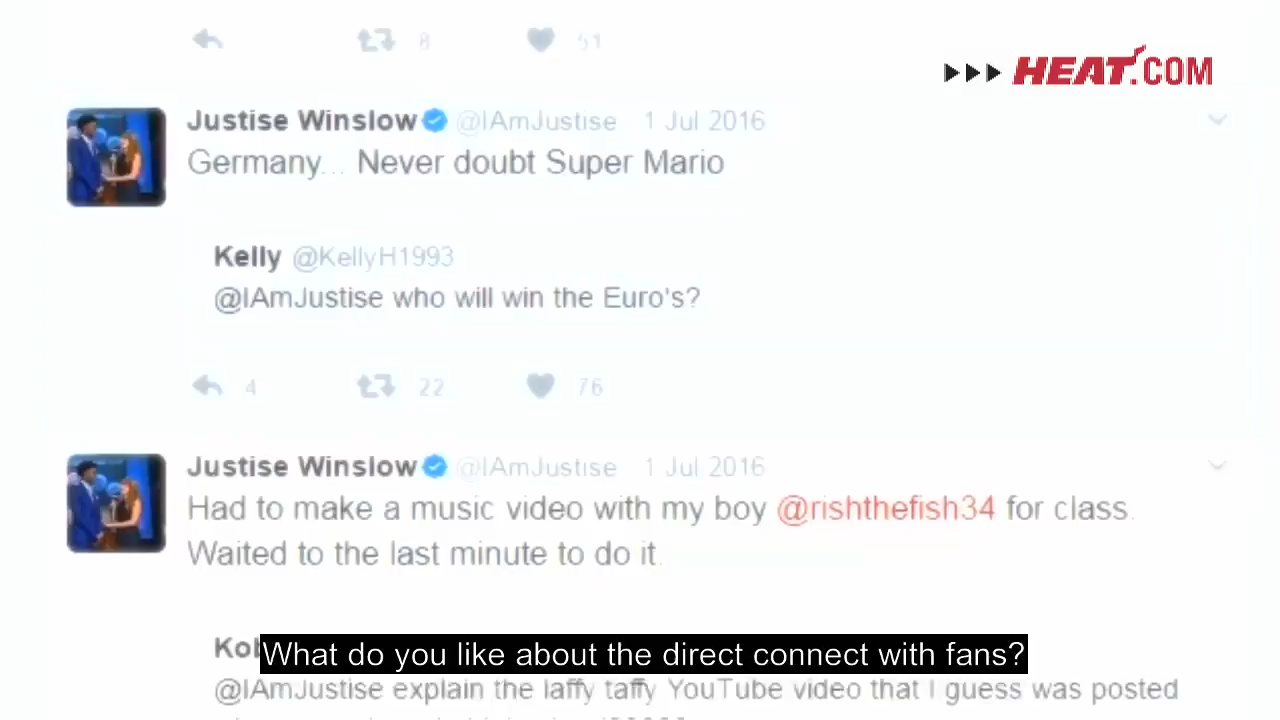 8 51
HEAT.COM
Justise Winslow @IAmJustise 1 Jul 2016
Germany... Never doubt Super Mario
Kelly @KellyH1993
@IAmJustise who will win the Euro's?
4 22 76
Justise Winslow @IAmJustise 1 Jul 2016
Had to make a music video with my boy @rishthefish34 for class.
Waited to the last minute to do it.
What do you like about the direct connect with fans?
@IAmJustise explain the laffy taffy YouTube video that I guess was posted